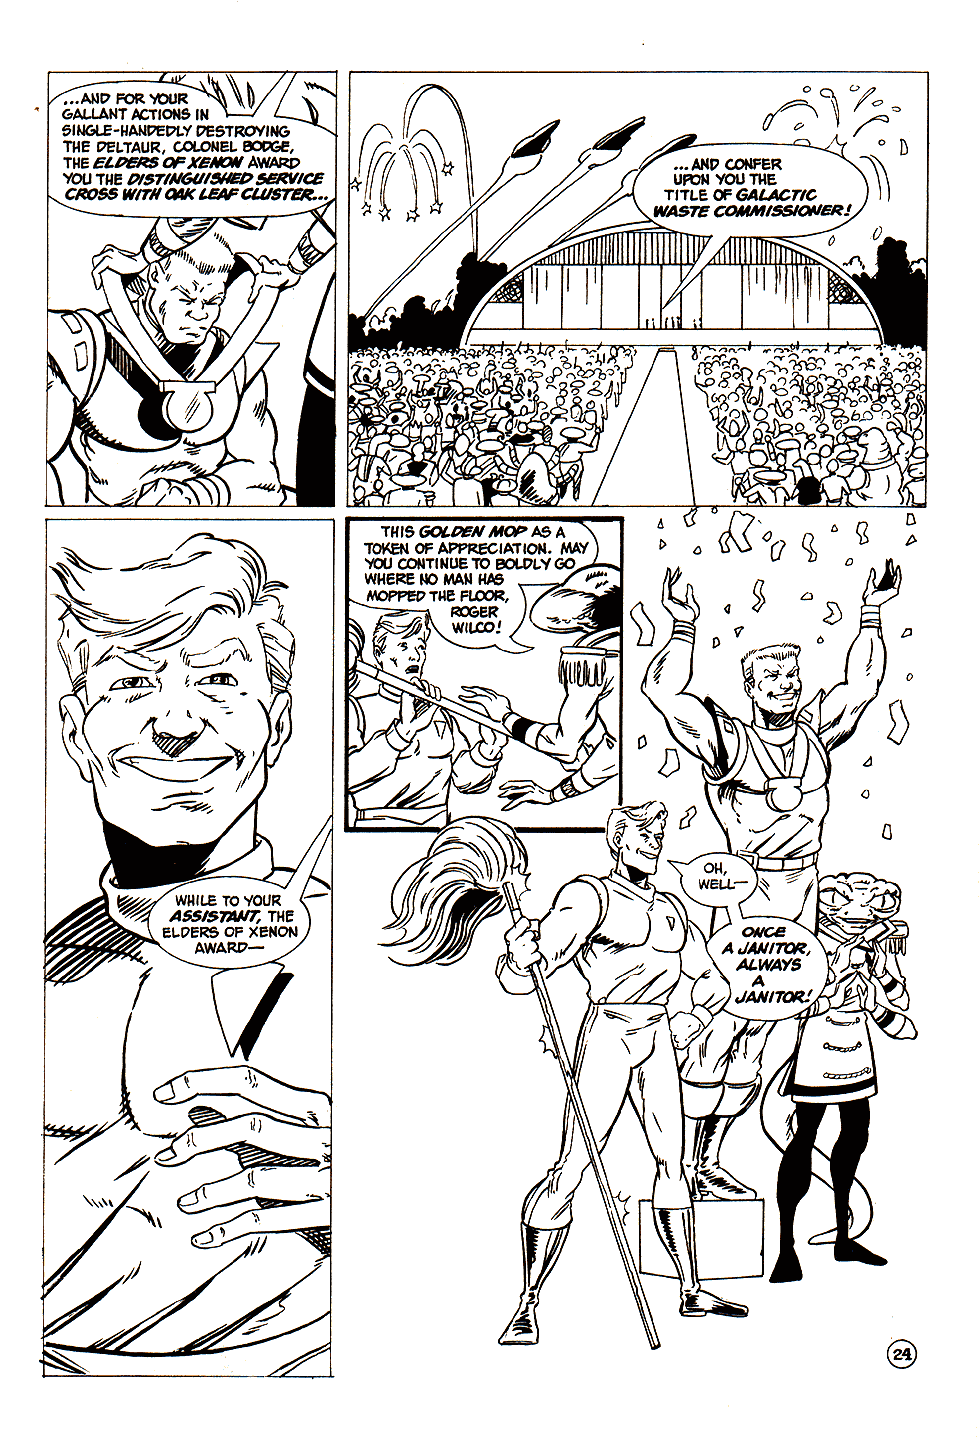 ...AND FOR YOUR
GALLANT ACTIONS IN
SINGLE-HANDEDLY DESTROYING
THE DELTAUR, COLONEL BODGE,
THE ELDERS OF XENON AWARD
YOU THE DISTINGUISHED SERVICE
CROSS WITH OAK LEAF CLUSTER...
...AND CONFER
UPON YOU THE
TITLE OF GALACTIC
WASTE COMMISSIONER!
WHILE TO YOUR
ASSISTANT, THE
ELDERS OF XENON
AWARD—
THIS GOLDEN MOP AS A
TOKEN OF APPRECIATION. MAY
YOU CONTINUE TO BOLDLY GO
WHERE NO MAN HAS
MOPPED THE FLOOR,
ROGER
WILCO!
OH,
WELL—
ONCE
A JANITOR,
ALWAYS
A
JANITOR!
24